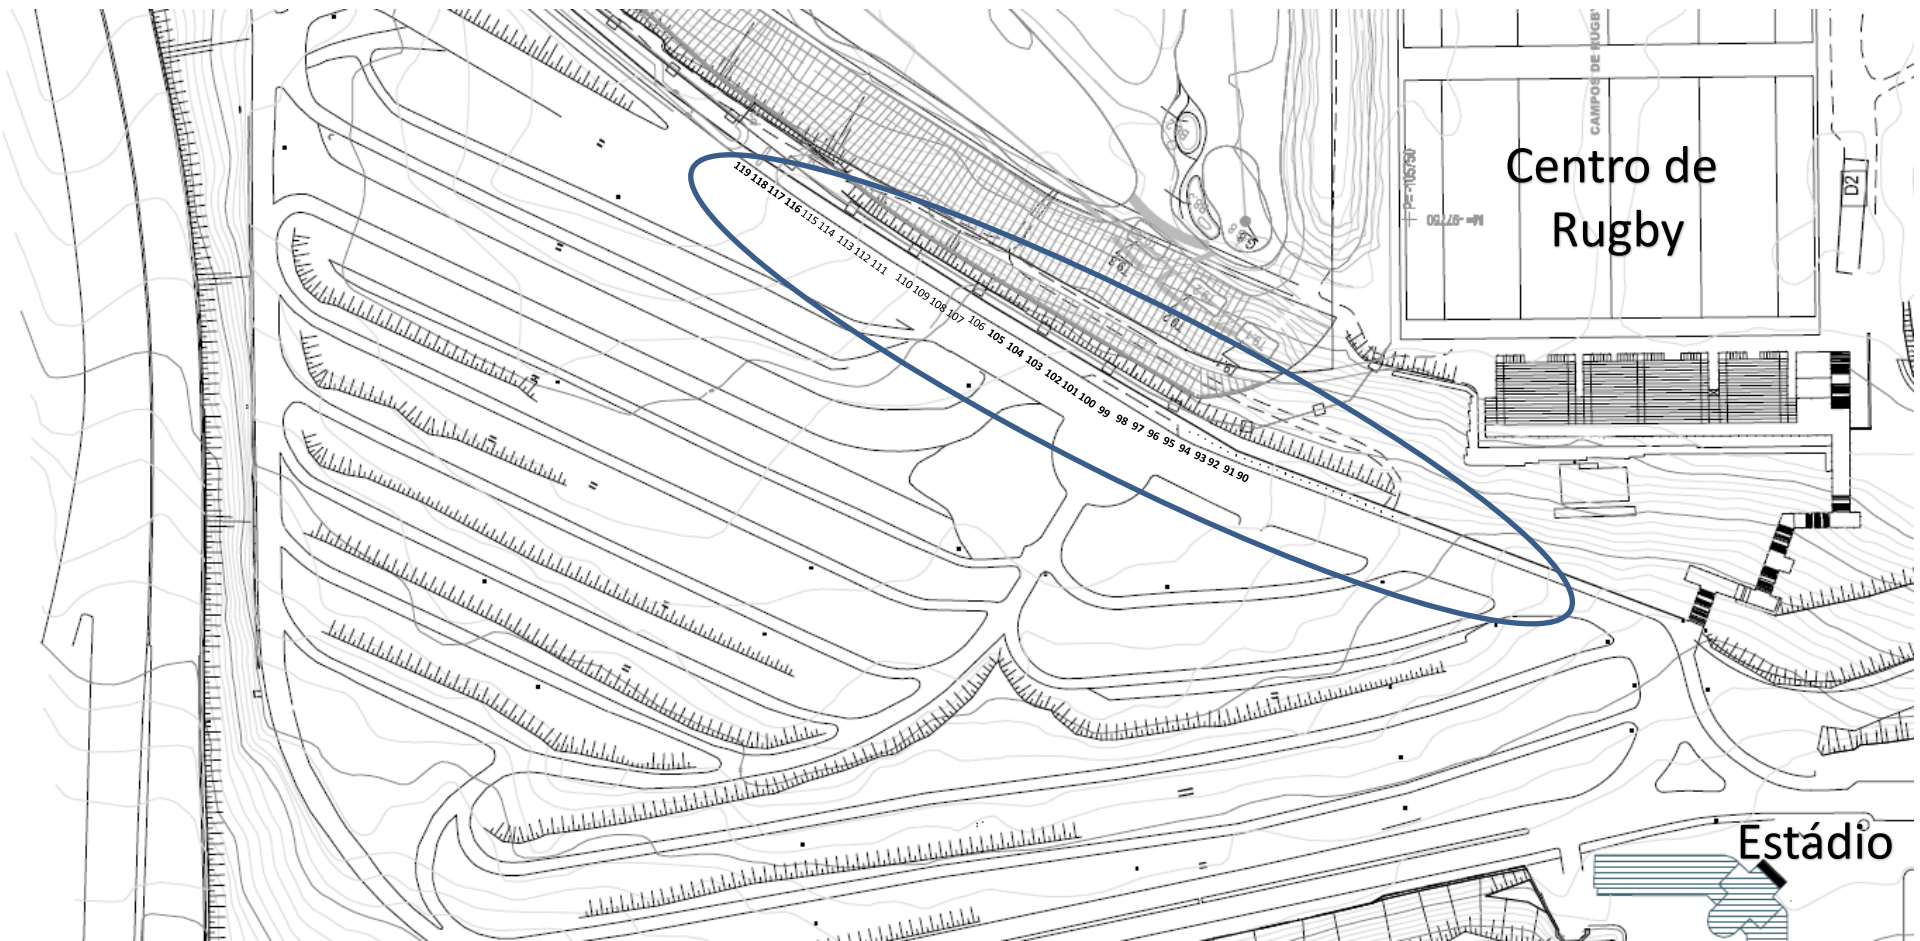 CAMPOS DE RUGBY
Centro de
Rugby
D2
P=-105750
M= -97750
119 118 117 116 115 114 113 112 111 110 109 108 107 106 105 104 103 102 101 100 99 98 97 96 95 94 93 92 91 90
Estádio